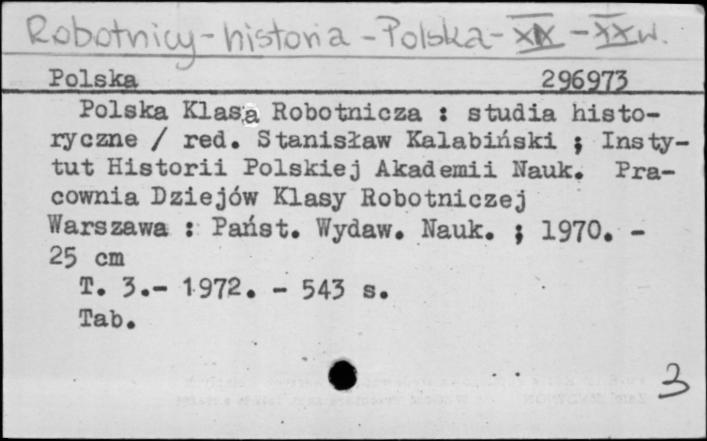 Robotnicy - historia - Polska - XIX - XX w.
Polska 296973
Polska Klasa Robotnicza : studia histo-
ryczne / red. Stanisław Kalabiński ; Insty-
tut Historii Polskiej Akademii Nauk. Pra-
cownia Dziejów Klasy Robotniczej
Warszawa : Państ. Wydaw. Nauk. ; 1970. -
25 cm
T. 3.- 1972. - 543 s.
Tab.
3